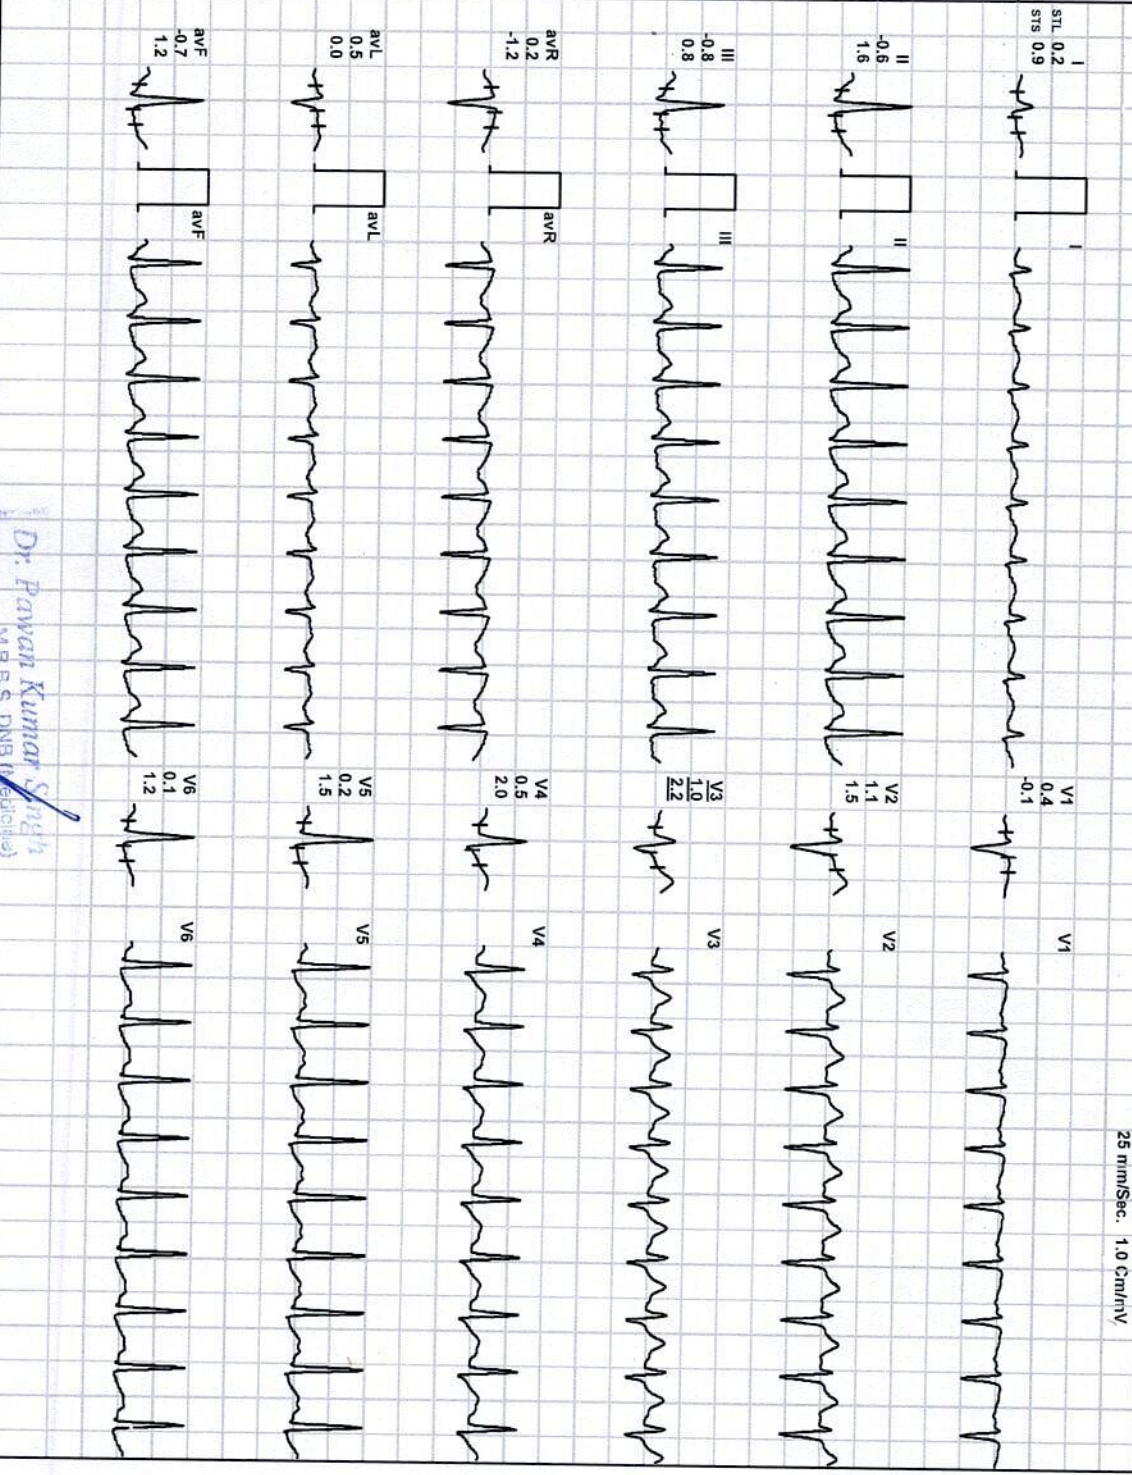 25 mm/Sec. 1.0 Cm/mV
I
STL 0.2
STS 0.9
I
V1
0.4
-0.1
V1
II
-0.6
1.6
II
V2
1.1
1.5
V2
III
-0.8
0.8
III
V3
1.0
2.2
V3
avR
0.2
-1.2
avR
V4
0.5
2.0
V4
avL
0.5
0.0
avL
V5
0.2
1.5
V5
avF
-0.7
1.2
avF
V6
0.1
1.2
V6
Dr. Pawan Kumar Singh
M.B.B.S. DNB (Medicine)